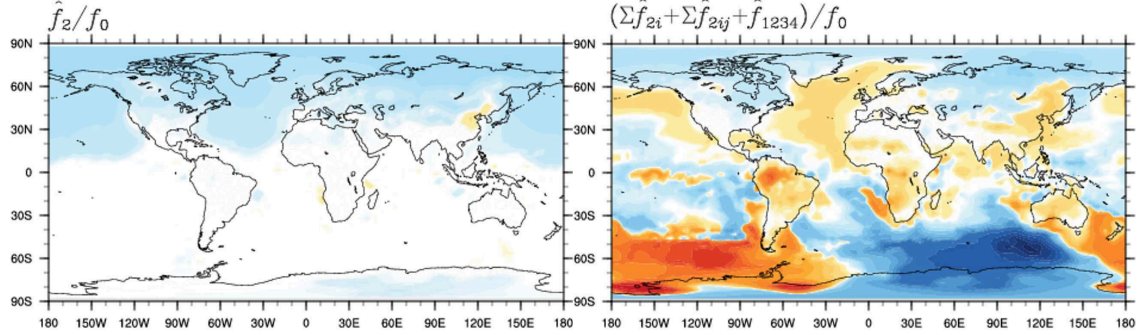 f̂₂/f₀
(Σf̂₂ᵢ+Σf̂₂ᵢⱼ+f̂₁₂₃₄)/f₀
90N 90N
60N 60N
30N 30N
0 0
30S 30S
60S 60S
90S 90S
180 150W 120W 90W 60W 30W 0 30E 60E 90E 120E 150E 180
180 150W 120W 90W 60W 30W 0 30E 60E 90E 120E 150E 180